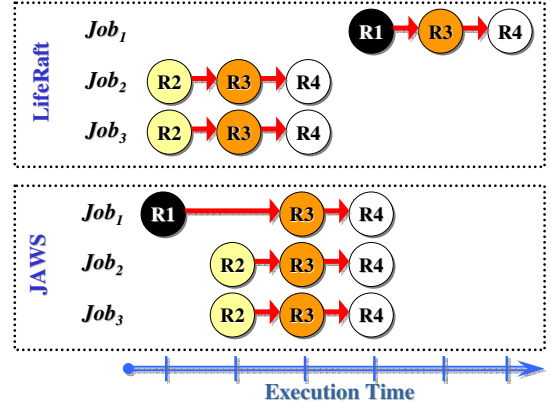 LifeRaft
Job1 R1 R3 R4
Job2 R2 R3 R4
Job3 R2 R3 R4
JAWS
Job1 R1 R3 R4
Job2 R2 R3 R4
Job3 R2 R3 R4
Execution Time